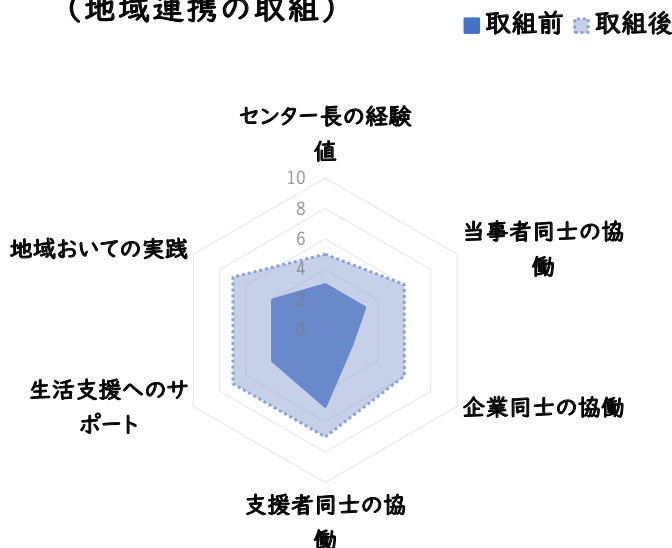 （地域連携の取組）
取組前 取組後
センター長の経験
値
10
8
6
4
2
0
当事者同士の協
働
企業同士の協働
支援者同士の協
働
生活支援へのサ
ポート
地域おいての実践